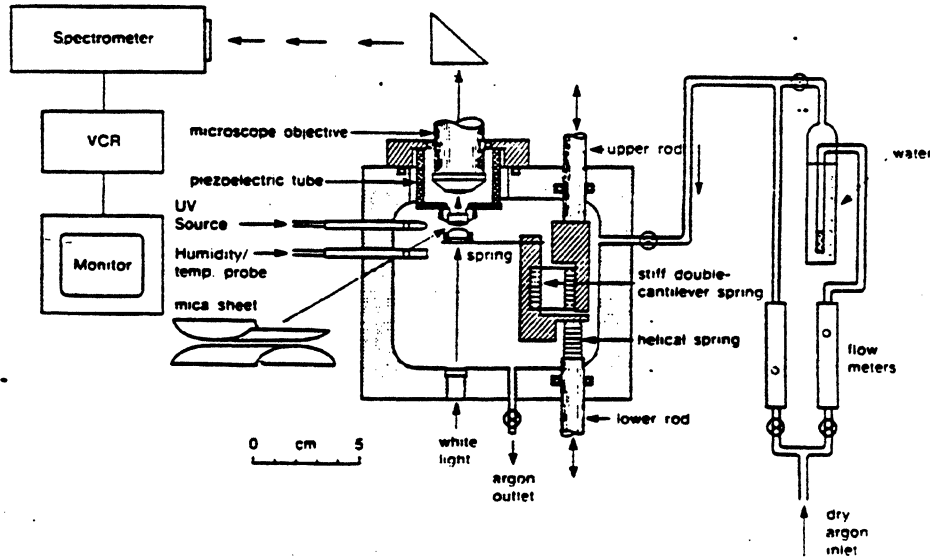 Spectrometer
VCR
Monitor
microscope objective
piezoelectric tube
UV
Source
Humidity/
temp. probe
mica sheet
spring
upper rod
stiff double-
cantilever spring
helical spring
lower rod
white
light
argon
outlet
0 cm 5
water
flow
meters
dry
argon
inlet